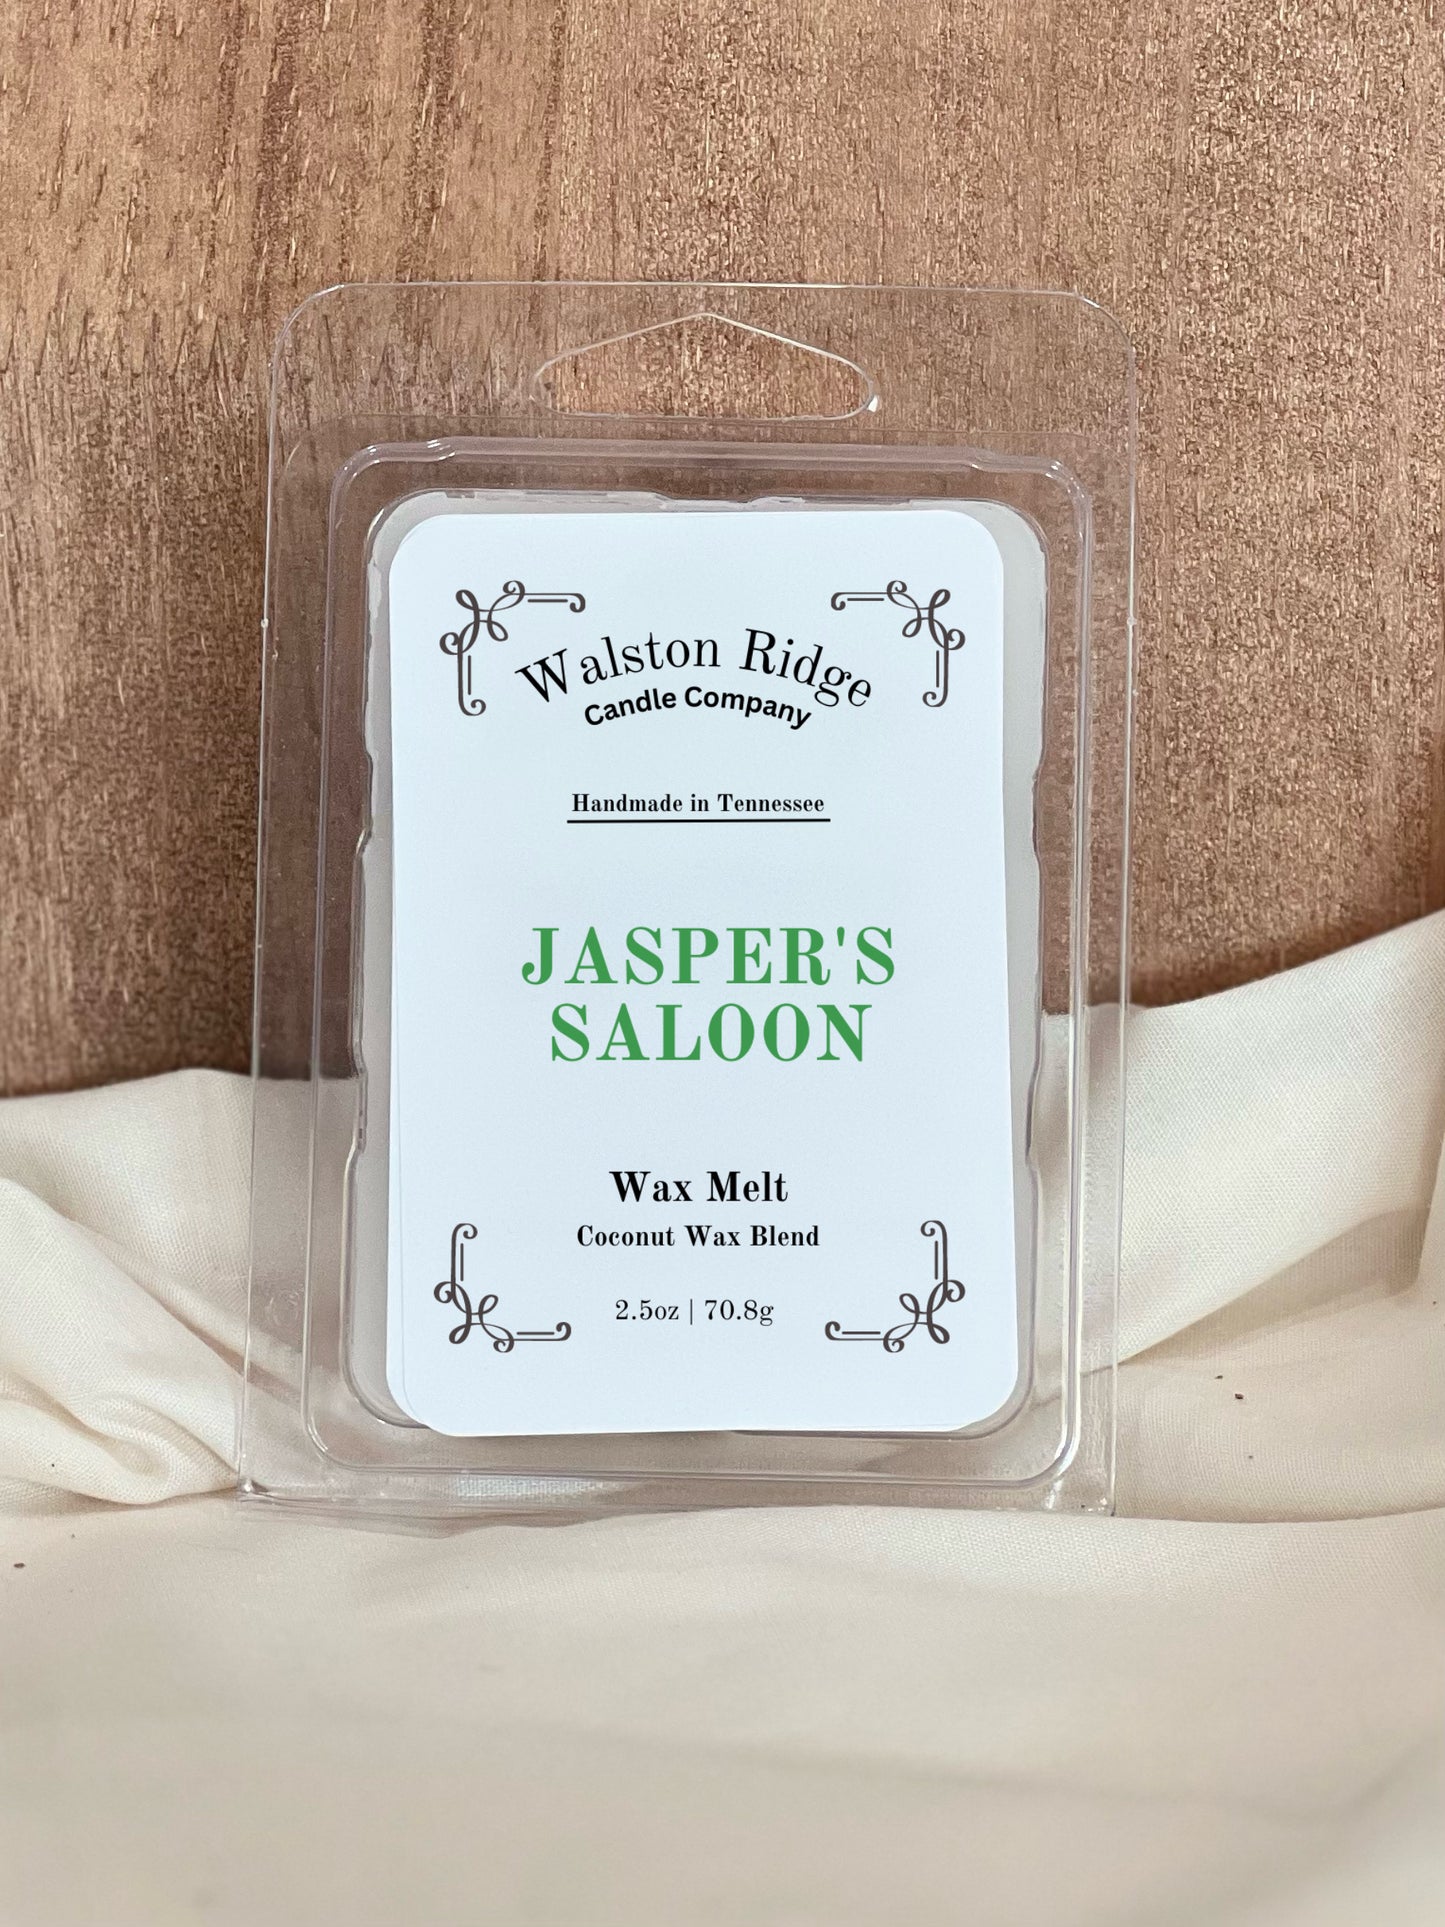 Walston Ridge
Candle Company
Handmade in Tennessee
JASPER'S
SALOON
Wax Melt
Coconut Wax Blend
2.5oz | 70.8g